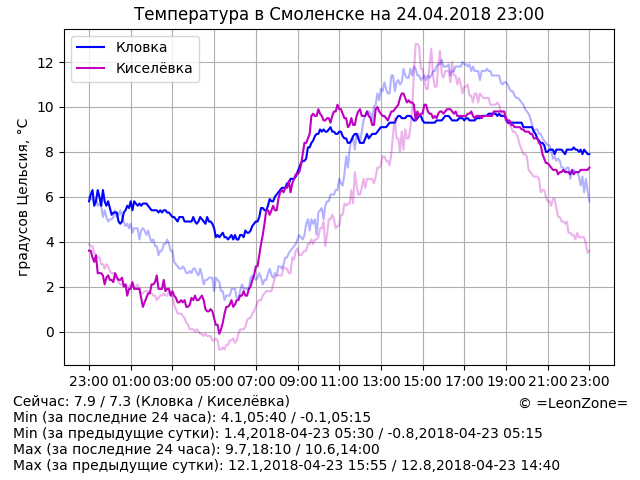 Температура в Смоленске на 24.04.2018 23:00
Кловка
Киселёвка
градусов Цельсия, °C
14
12
10
8
6
4
2
0
23:00 01:00 03:00 05:00 07:00 09:00 11:00 13:00 15:00 17:00 19:00 21:00 23:00
Сейчас: 7.9 / 7.3 (Кловка / Киселёвка)
© =LeonZone=
Min (за последние 24 часа): 4.1,05:40 / -0.1,05:15
Min (за предыдущие сутки): 1.4,2018-04-23 05:30 / -0.8,2018-04-23 05:15
Max (за последние 24 часа): 9.7,18:10 / 10.6,14:00
Max (за предыдущие сутки): 12.1,2018-04-23 15:55 / 12.8,2018-04-23 14:40